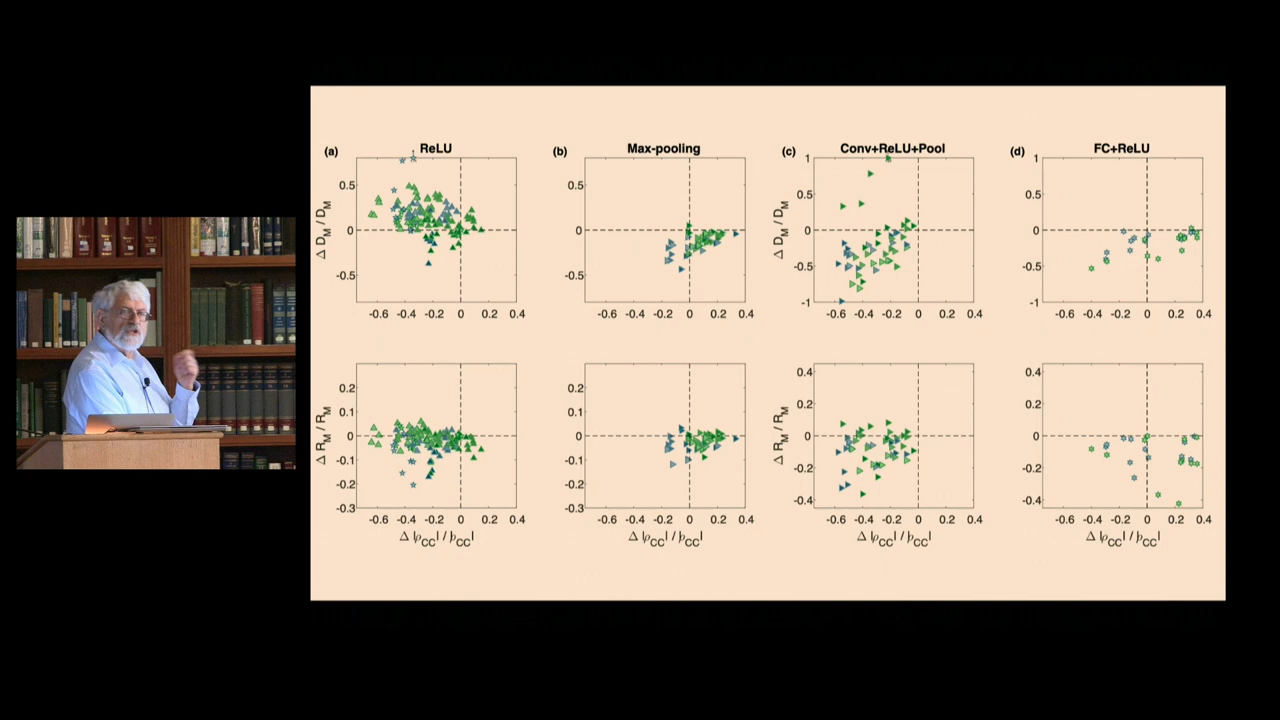 (a) ReLU (b) Max-pooling (c) Conv+ReLU+Pool (d) FC+ReLU
Δ D_M / D_M
0.5
0
-0.5
-0.6 -0.4 -0.2 0 0.2 0.4
0.5
0
-0.5
-0.6 -0.4 -0.2 0 0.2 0.4
1
0.5
0
-0.5
-1
-0.6 -0.4 -0.2 0 0.2 0.4
Δ D_M / D_M
1
0.5
0
-0.5
-1
-0.6 -0.4 -0.2 0 0.2 0.4
Δ D_M / D_M
Δ R_M / R_M
0.2
0.1
0
-0.1
-0.2
-0.3
-0.6 -0.4 -0.2 0 0.2 0.4
Δ |ρ_CC| / |ρ_CC|
0.2
0.1
0
-0.1
-0.2
-0.3
-0.6 -0.4 -0.2 0 0.2 0.4
Δ |ρ_CC| / |ρ_CC|
Δ R_M / R_M
0.4
0.2
0
-0.2
-0.4
-0.6 -0.4 -0.2 0 0.2 0.4
Δ |ρ_CC| / |ρ_CC|
Δ R_M / R_M
0.4
0.2
0
-0.2
-0.4
-0.6 -0.4 -0.2 0 0.2 0.4
Δ |ρ_CC| / |ρ_CC|